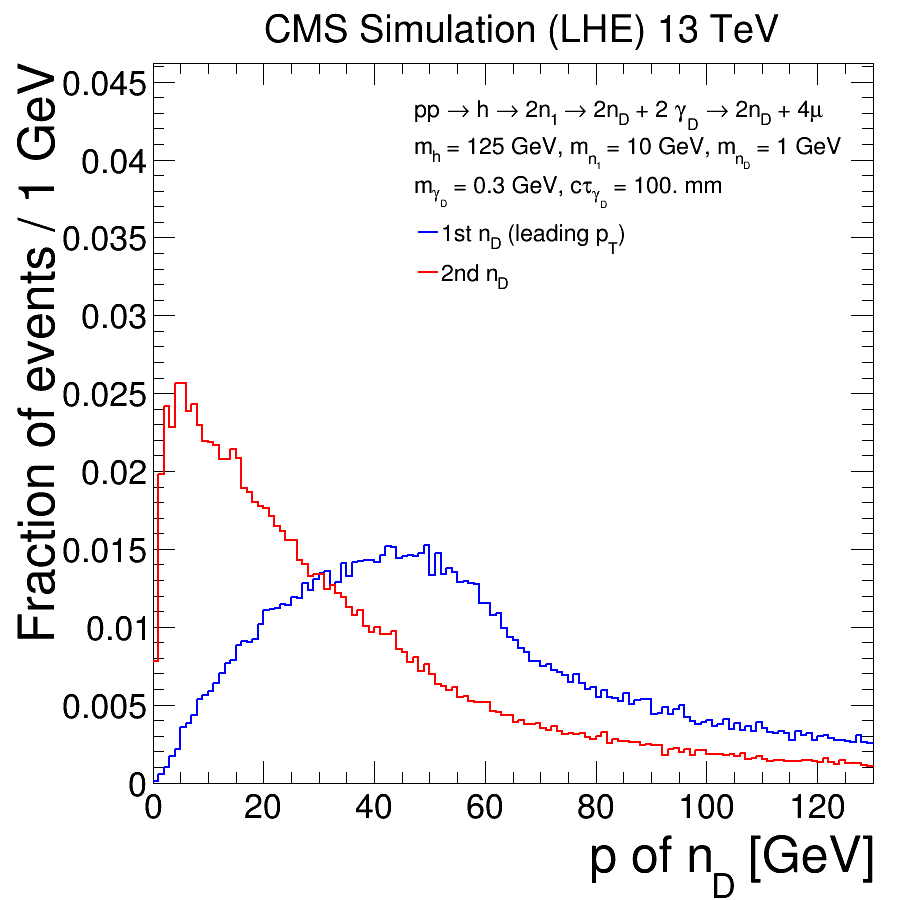 CMS Simulation (LHE) 13 TeV
Fraction of events / 1 GeV
0.045
0.04
0.035
0.03
0.025
0.02
0.015
0.01
0.005
0
pp → h → 2n1 → 2nD + 2 γD → 2nD + 4μ
mh = 125 GeV, mn1 = 10 GeV, mnD = 1 GeV
mγD = 0.3 GeV, cτγD = 100. mm
1st nD (leading pT)
2nd nD
0 20 40 60 80 100 120
p of nD [GeV]